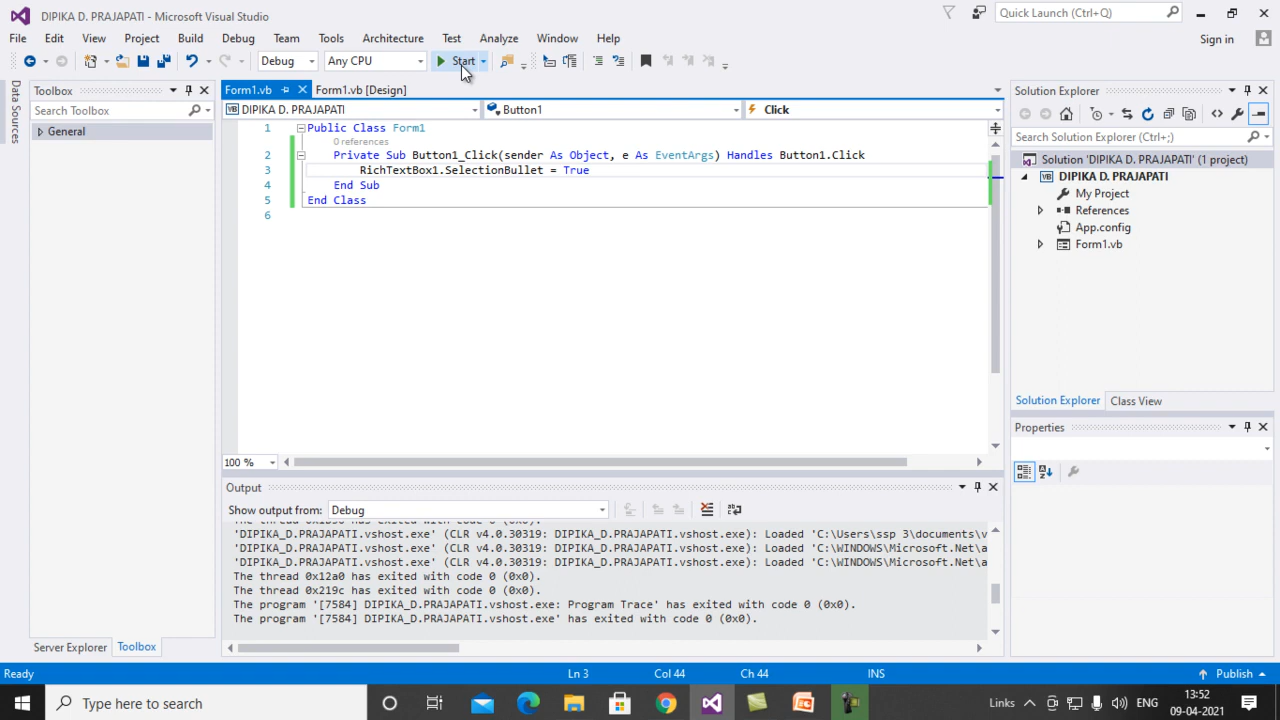 DIPIKA D. PRAJAPATI - Microsoft Visual Studio
Quick Launch (Ctrl+Q)
File Edit View Project Build Debug Team Tools Architecture Test Analyze Window Help
Sign in
Debug Any CPU Start
Data Sources
Toolbox
Search Toolbox
General
Form1.vb Form1.vb [Design]
DIPIKA D. PRAJAPATI Button1 Click
1 Public Class Form1
0 references
2 Private Sub Button1_Click(sender As Object, e As EventArgs) Handles Button1.Click
3 RichTextBox1.SelectionBullet = True
4 End Sub
5 End Class
6
100 %
Output
Show output from: Debug
'DIPIKA_D.PRAJAPATI.vshost.exe' (CLR v4.0.30319: DIPIKA_D.PRAJAPATI.vshost.exe): Loaded 'C:\Users\ssp 3\documents\v
'DIPIKA_D.PRAJAPATI.vshost.exe' (CLR v4.0.30319: DIPIKA_D.PRAJAPATI.vshost.exe): Loaded 'C:\WINDOWS\Microsoft.Net\a
'DIPIKA_D.PRAJAPATI.vshost.exe' (CLR v4.0.30319: DIPIKA_D.PRAJAPATI.vshost.exe): Loaded 'C:\WINDOWS\Microsoft.Net\a
The thread 0x12a0 has exited with code 0 (0x0).
The thread 0x219c has exited with code 0 (0x0).
The program '[7584] DIPIKA_D.PRAJAPATI.vshost.exe: Program Trace' has exited with code 0 (0x0).
The program '[7584] DIPIKA_D.PRAJAPATI.vshost.exe' has exited with code 0 (0x0).
Server Explorer Toolbox
Solution Explorer
Search Solution Explorer (Ctrl+;)
Solution 'DIPIKA D. PRAJAPATI' (1 project)
DIPIKA D. PRAJAPATI
My Project
References
App.config
Form1.vb
Solution Explorer Class View
Properties
Ready Ln 3 Col 44 Ch 44 INS Publish
Type here to search
Links ENG 13:52
09-04-2021